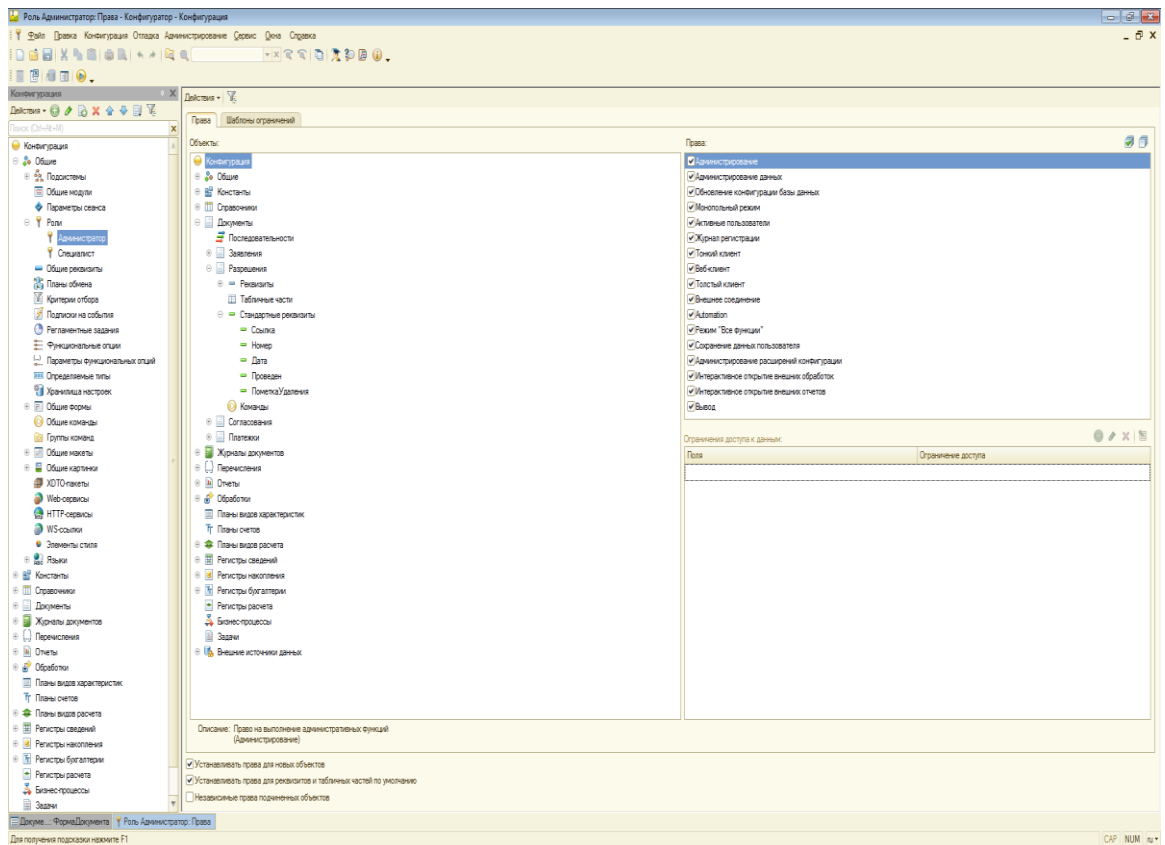 Роль Администратор: Права - Конфигуратор - Конфигурация
Файл Правка Конфигурация Отладка Администрирование Сервис Окна Справка
Конфигурация
Действия
Поиск (Ctrl+Alt+M)
Конфигурация
Общие
Подсистемы
Общие модули
Параметры сеанса
Роли
Администратор
Специалист
Общие реквизиты
Планы обмена
Критерии отбора
Подписки на события
Регламентные задания
Функциональные опции
Параметры функциональных опций
Определяемые типы
Хранилища настроек
Общие формы
Общие команды
Группы команд
Общие макеты
Общие картинки
XDTO-пакеты
Web-сервисы
HTTP-сервисы
WS-ссылки
Элементы стиля
Языки
Константы
Справочники
Документы
Журналы документов
Перечисления
Отчеты
Обработки
Планы видов характеристик
Планы счетов
Планы видов расчета
Регистры сведений
Регистры накопления
Регистры бухгалтерии
Регистры расчета
Бизнес-процессы
Задачи
Действия
Права Шаблоны ограничений
Объекты:
Конфигурация
Общие
Константы
Справочники
Документы
Последовательности
Заявления
Разрешения
Реквизиты
Табличные части
Стандартные реквизиты
Ссылка
Номер
Дата
Проведен
ПометкаУдаления
Команды
Согласования
Платежки
Журналы документов
Перечисления
Отчеты
Обработки
Планы видов характеристик
Планы счетов
Планы видов расчета
Регистры сведений
Регистры накопления
Регистры бухгалтерии
Регистры расчета
Бизнес-процессы
Задачи
Внешние источники данных
Права:
Администрирование
Администрирование данных
Обновление конфигурации базы данных
Монопольный режим
Активные пользователи
Журнал регистрации
Тонкий клиент
Веб-клиент
Толстый клиент
Внешнее соединение
Automation
Режим "Все функции"
Сохранение данных пользователя
Администрирование расширений конфигурации
Интерактивное открытие внешних обработок
Интерактивное открытие внешних отчетов
Вывод
Ограничения доступа к данным:
Поля Ограничение доступа
Описание: Право на выполнение административных функций
(Администрирование)
Устанавливать права для новых объектов
Устанавливать права для реквизитов и табличных частей по умолчанию
Независимые права подчиненных объектов
Докуме...: ФормаДокумента Роль Администратор: Права
Для получения подсказки нажмите F1 CAP NUM ru